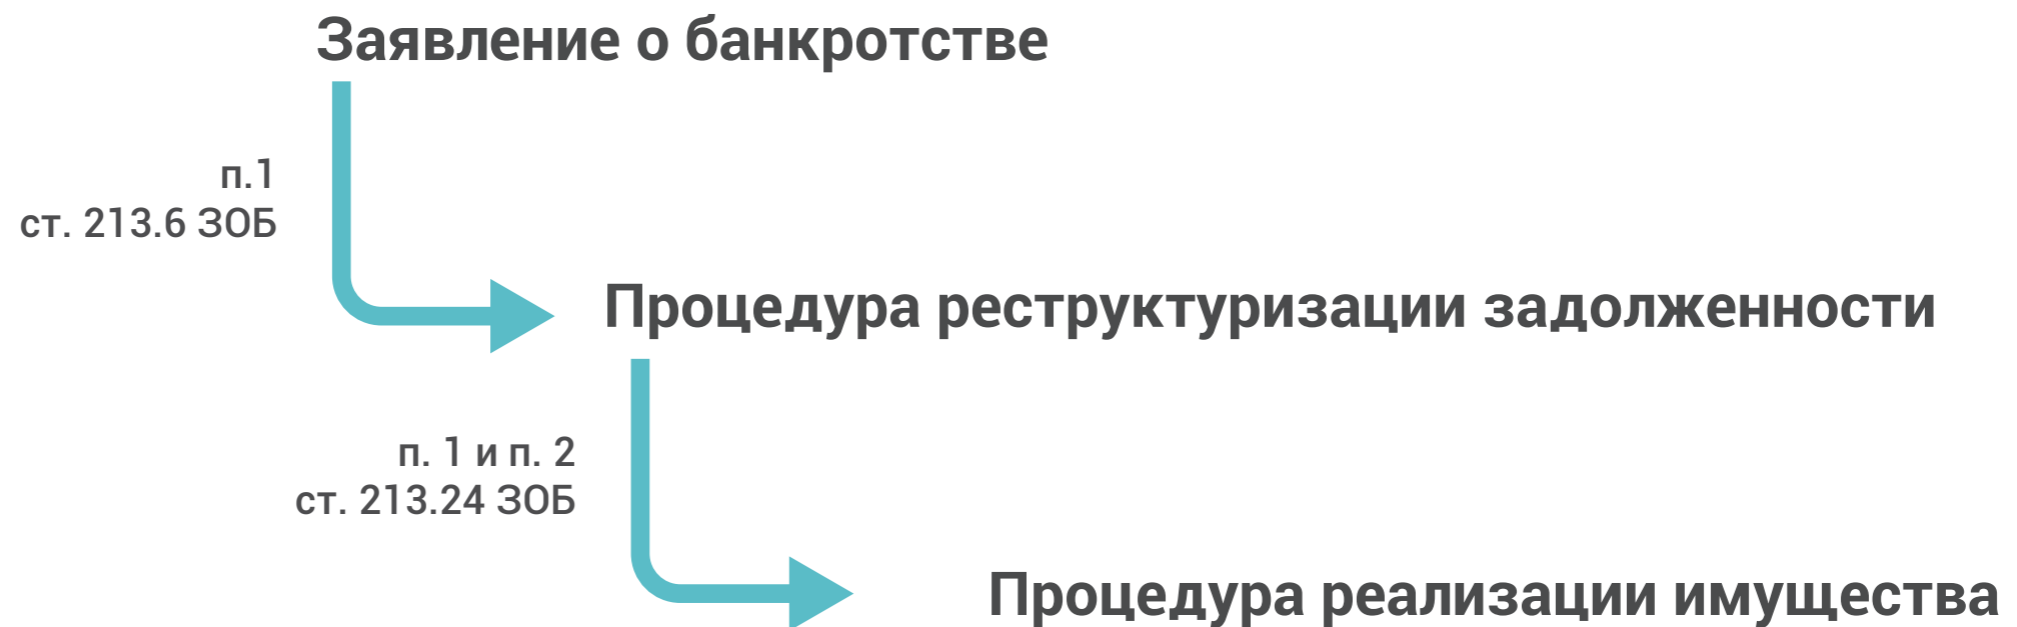 Заявление о банкротстве
п.1
ст. 213.6 ЗОБ
Процедура реструктуризации задолженности
п. 1 и п. 2
ст. 213.24 ЗОБ
Процедура реализации имущества